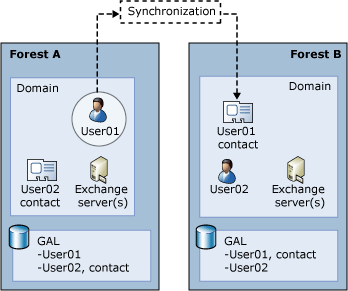 Synchronization
Forest A
Domain
User01
User02
contact
Exchange
server(s)
GAL
-User01
-User02, contact
Forest B
Domain
User01
contact
User02
Exchange
server(s)
GAL
-User01, contact
-User02